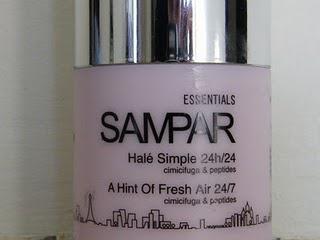 ESSENTIALS
SAMPAR
Halé Simple 24h/24
cimicifuga & peptides
A Hint Of Fresh Air 24/7
cimicifuga & peptides